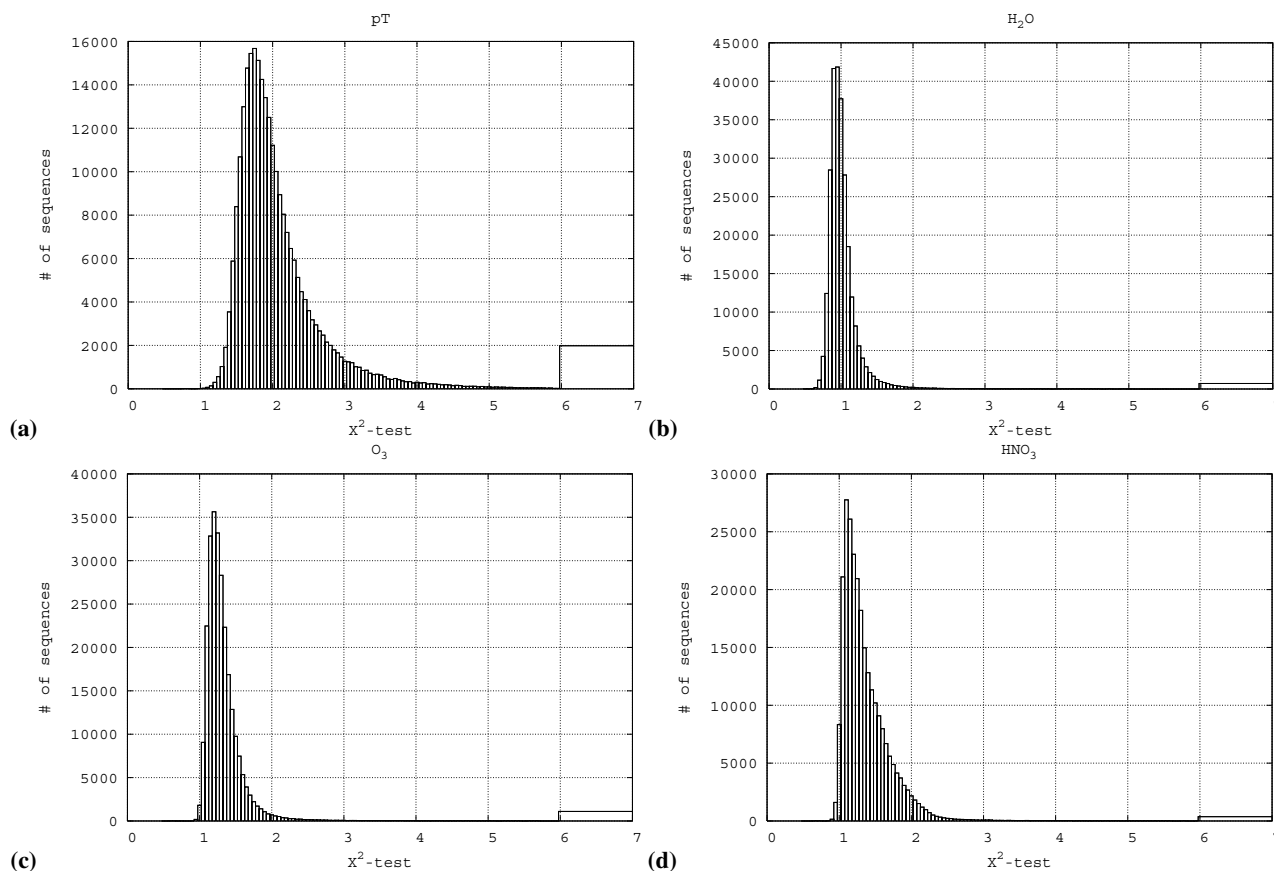 pT
16000
14000
12000
10000
8000
6000
4000
2000
0
# of sequences
0 1 2 3 4 5 6 7
X²-test
(a)
H₂O
45000
40000
35000
30000
25000
20000
15000
10000
5000
0
# of sequences
0 1 2 3 4 5 6
X²-test
(b)
O₃
40000
35000
30000
25000
20000
15000
10000
5000
0
# of sequences
0 1 2 3 4 5 6 7
X²-test
(c)
HNO₃
30000
25000
20000
15000
10000
5000
0
# of sequences
0 1 2 3 4 5 6 7
X²-test
(d)